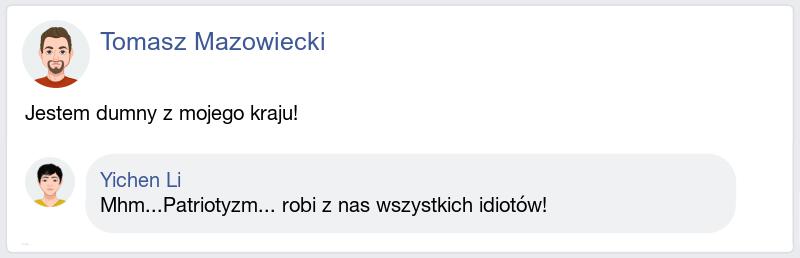 Tomasz Mazowiecki
Jestem dumny z mojego kraju!
Yichen Li
Mhm...Patriotyzm... robi z nas wszystkich idiotów!